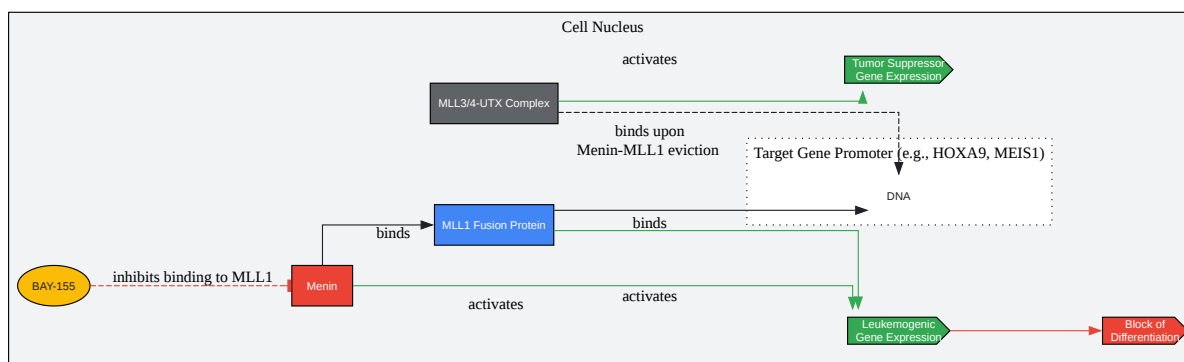 Cell Nucleus
activates
Tumor Suppressor
Gene Expression
MLL3/4-UTX Complex
binds upon
Menin-MLL1 eviction
Target Gene Promoter (e.g., HOXA9, MEIS1)
DNA
MLL1 Fusion Protein
binds
binds
BAY-155
inhibits binding to MLL1
Menin
activates
activates
Leukemogenic
Gene Expression
Block of
Differentiation